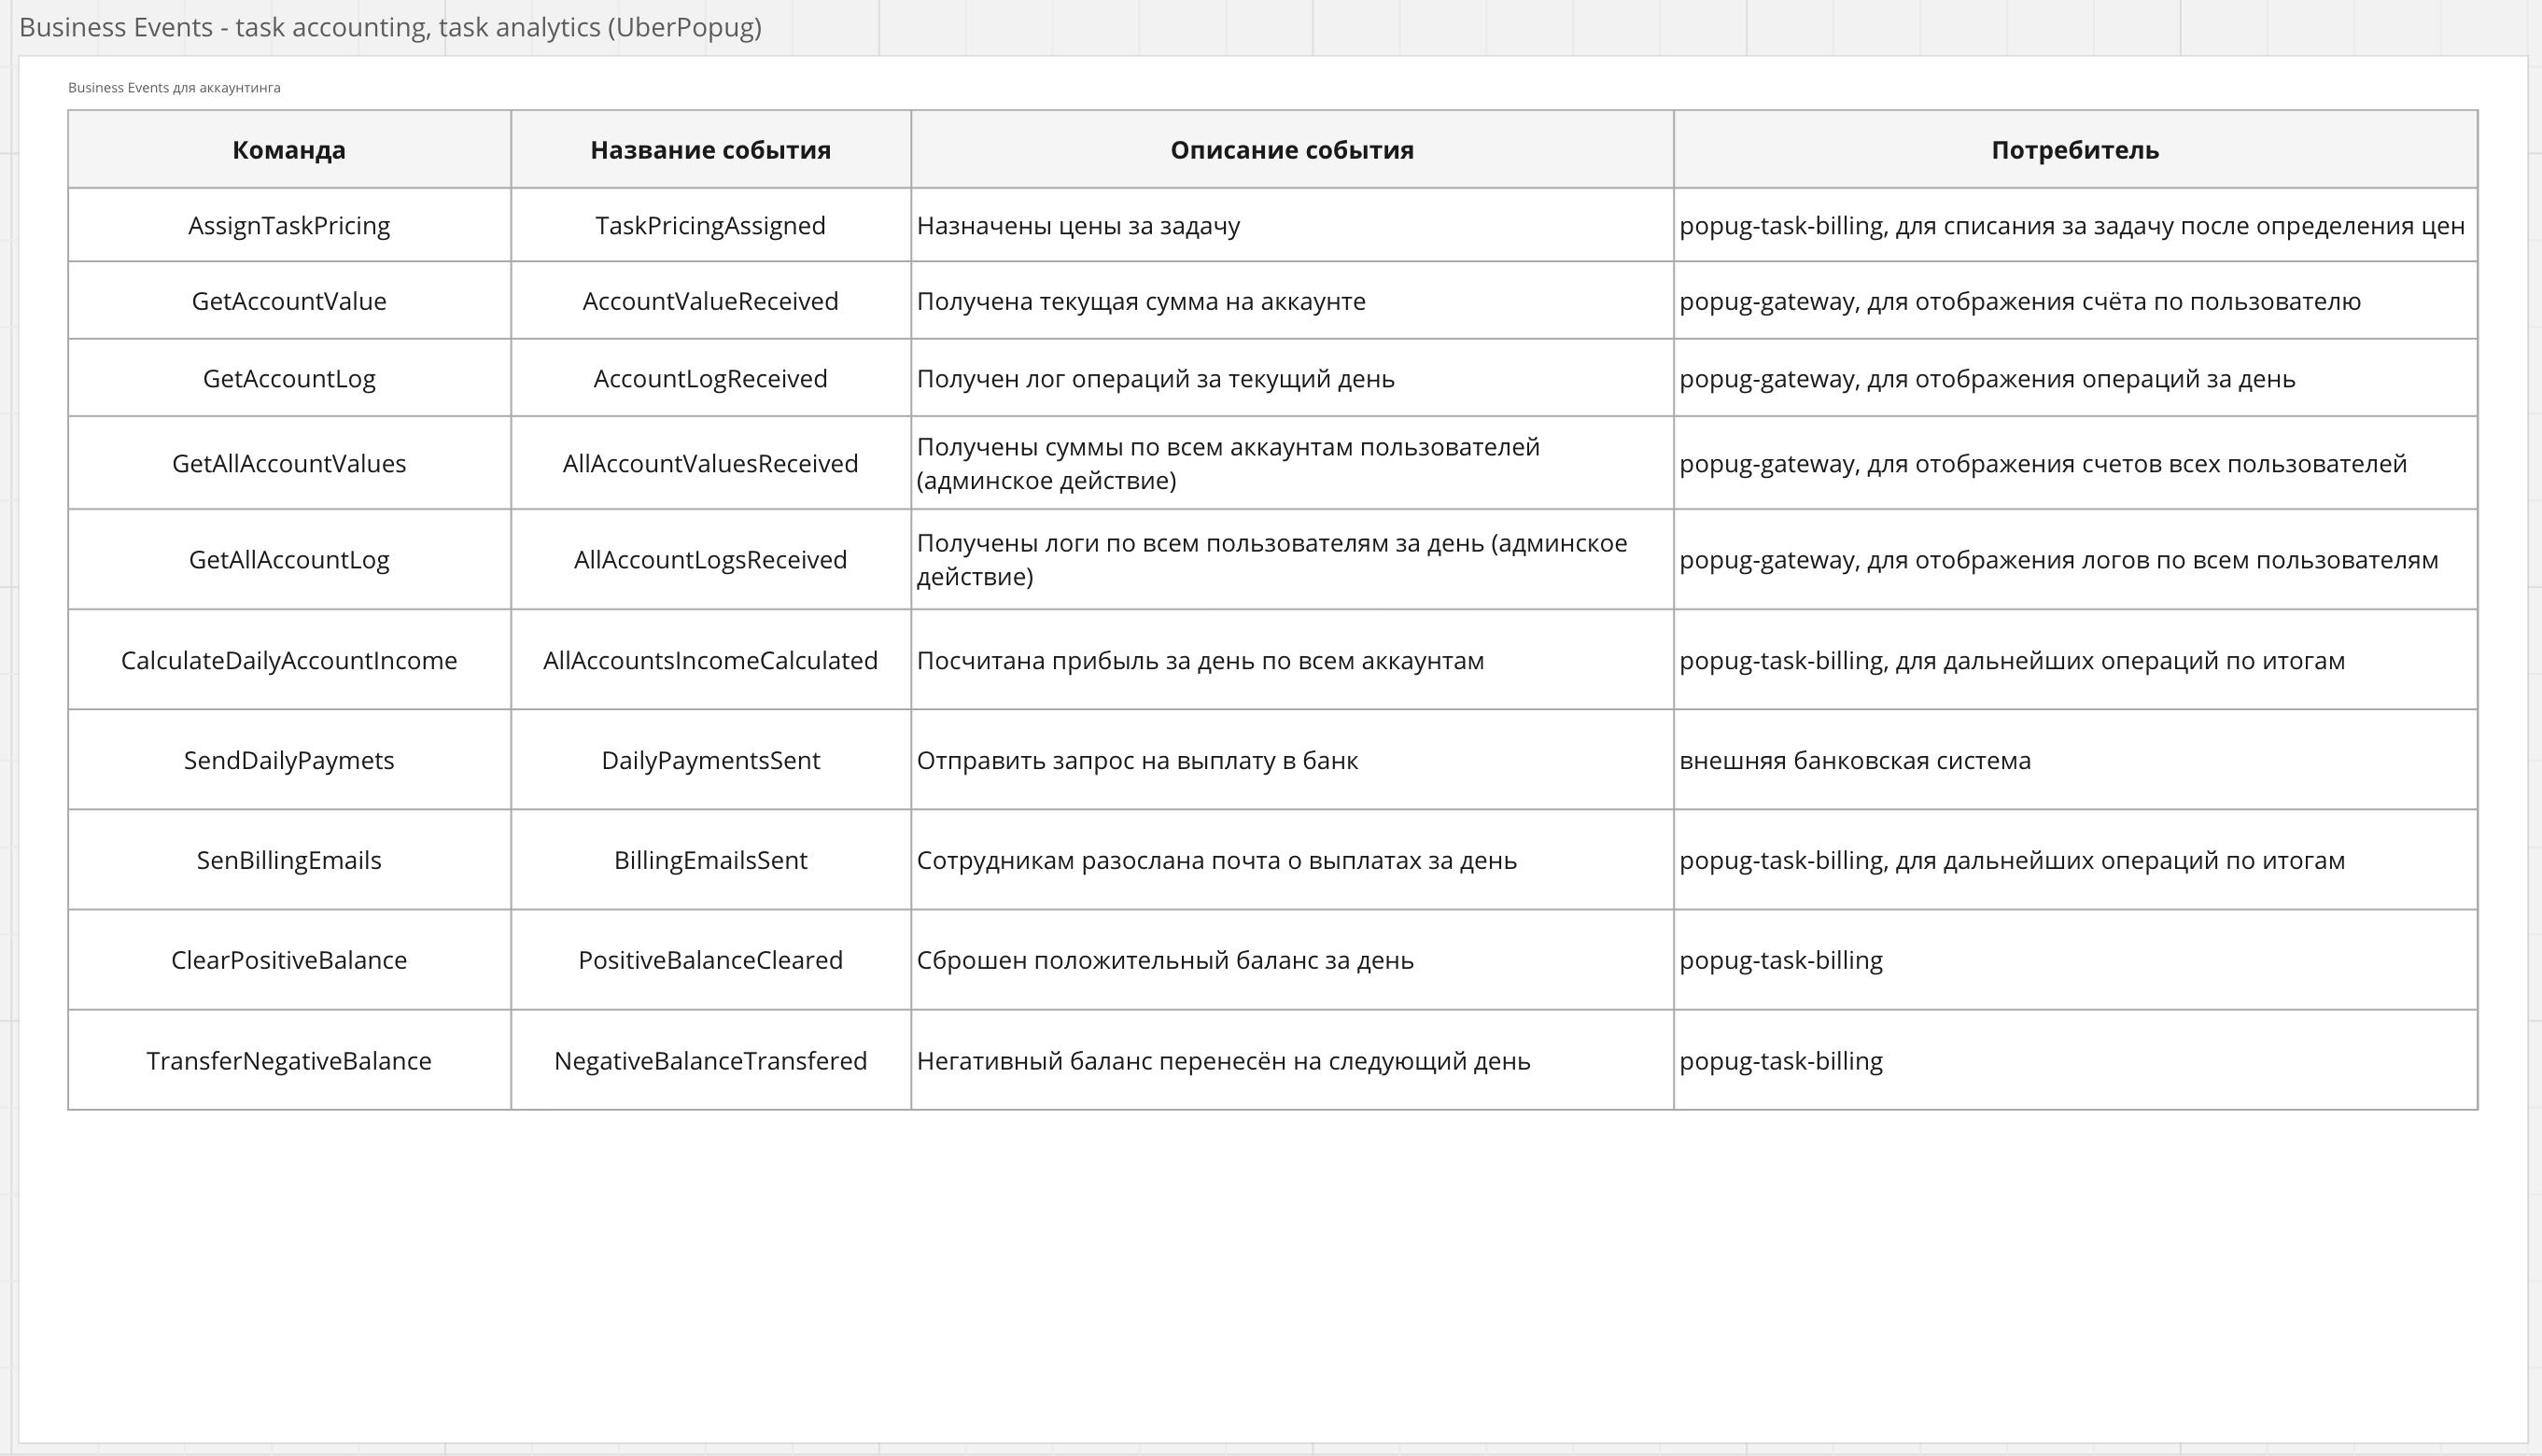 Business Events - task accounting, task analytics (UberPopug)
Business Events для аккаунтинга
Команда
Название события
Описание события
Потребитель
AssignTaskPricing
TaskPricingAssigned
Назначены цены за задачу
popug-task-billing, для списания за задачу после определения цен
GetAccountValue
AccountValueReceived
Получена текущая сумма на аккаунте
popug-gateway, для отображения счёта по пользователю
GetAccountLog
AccountLogReceived
Получен лог операций за текущий день
popug-gateway, для отображения операций за день
GetAllAccountValues
AllAccountValuesReceived
Получены суммы по всем аккаунтам пользователей
(админское действие)
popug-gateway, для отображения счетов всех пользователей
GetAllAccountLog
AllAccountLogsReceived
Получены логи по всем пользователям за день (админское
действие)
popug-gateway, для отображения логов по всем пользователям
CalculateDailyAccountIncome
AllAccountsIncomeCalculated
Посчитана прибыль за день по всем аккаунтам
popug-task-billing, для дальнейших операций по итогам
SendDailyPaymets
DailyPaymentsSent
Отправить запрос на выплату в банк
внешняя банковская система
SenBillingEmails
BillingEmailsSent
Сотрудникам разослана почта о выплатах за день
popug-task-billing, для дальнейших операций по итогам
ClearPositiveBalance
PositiveBalanceCleared
Сброшен положительный баланс за день
popug-task-billing
TransferNegativeBalance
NegativeBalanceTransfered
Негативный баланс перенесён на следующий день
popug-task-billing